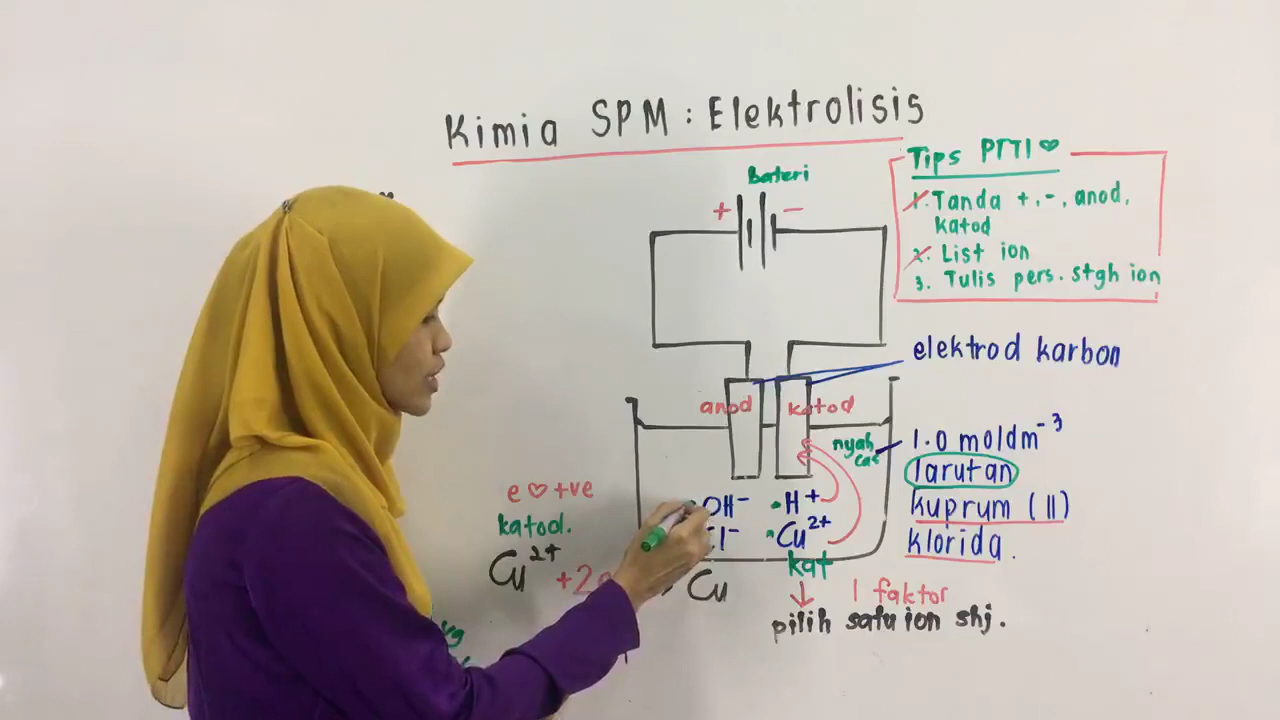 Kimia SPM : Elektrolisis
Tips PTTI ♡
1. Tanda +, -, anod,
katod
2. List ion
3. Tulis pers. stgh ion
Bateri
+ -
elektrod karbon
anod katod
nyah
cas
1.0 moldm⁻³
larutan
kuprum (II)
klorida.
OH⁻ H⁺
Cl⁻ Cu²⁺
e ♡ +ve
katod.
Cu²⁺ +2e Cu
kat
↓ 1 faktor
pilih satu ion shj.